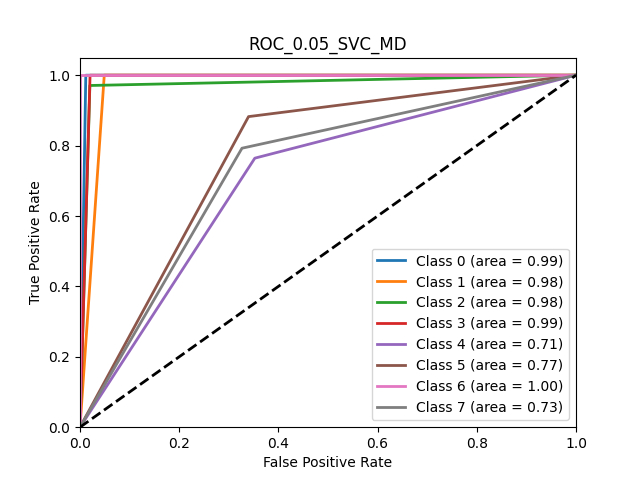 ROC_0.05_SVC_MD
True Positive Rate
1.0
0.8
0.6
0.4
0.2
0.0
Class 0 (area = 0.99)
Class 1 (area = 0.98)
Class 2 (area = 0.98)
Class 3 (area = 0.99)
Class 4 (area = 0.71)
Class 5 (area = 0.77)
Class 6 (area = 1.00)
Class 7 (area = 0.73)
0.0 0.2 0.4 0.6 0.8 1.0
False Positive Rate